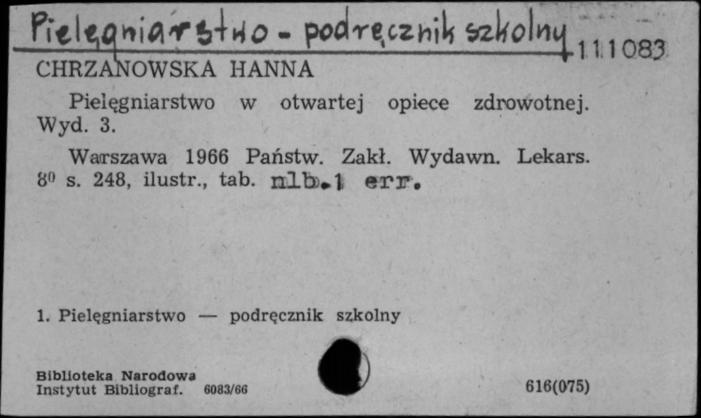 Pielęgniarstwo - podręcznik szkolny
111083
CHRZANOWSKA HANNA
Pielęgniarstwo w otwartej opiece zdrowotnej.
Wyd. 3.
Warszawa 1966 Państw. Zakł. Wydawn. Lekars.
8⁰ s. 248, ilustr., tab. nlb.1 err.
1. Pielęgniarstwo — podręcznik szkolny
Biblioteka Narodowa
Instytut Bibliograf. 6083/66
616(075)